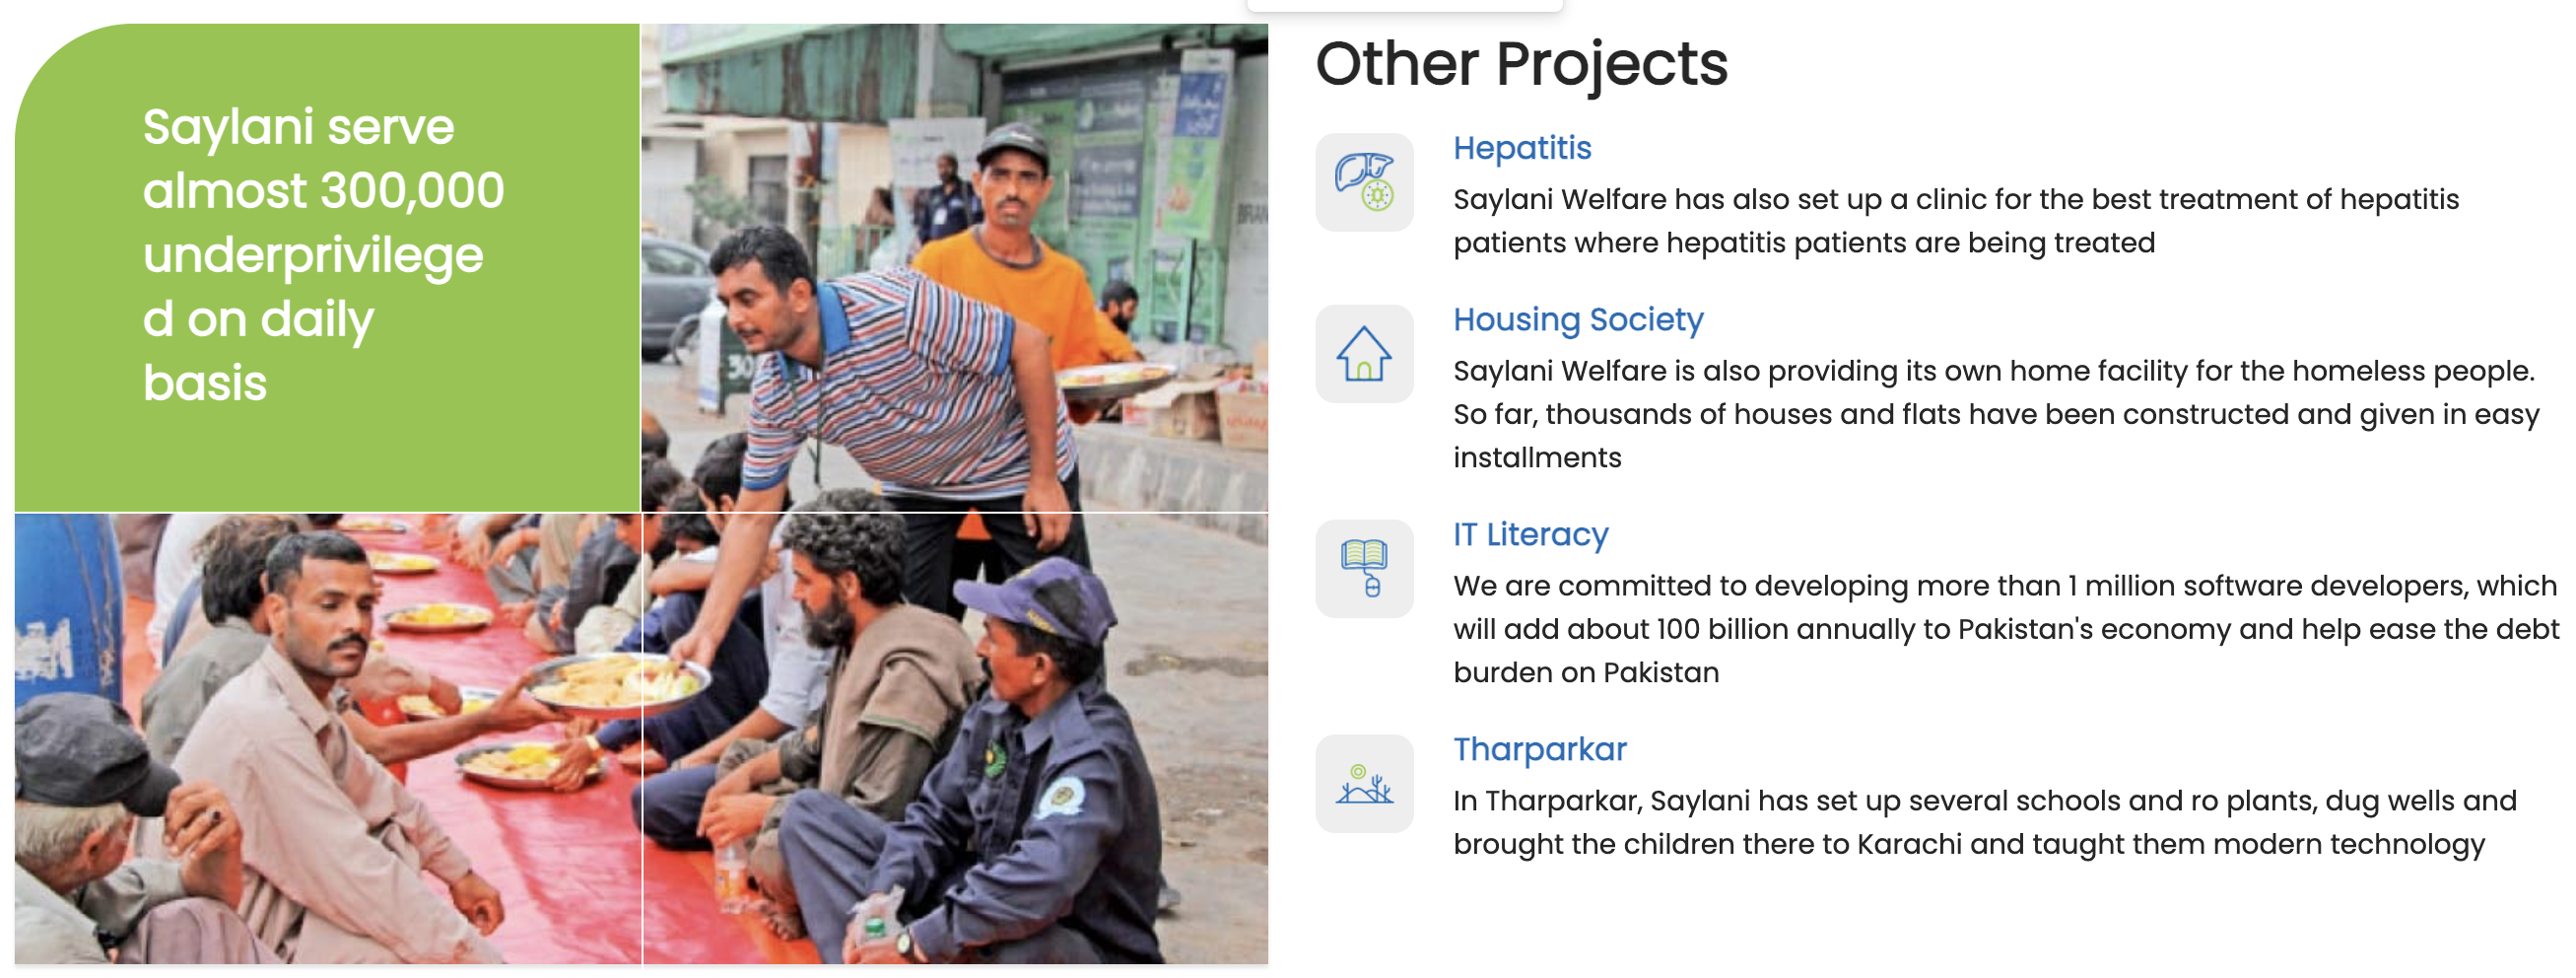 Saylani serve
almost 300,000
underprivilege
d on daily
basis
Other Projects
Hepatitis
Saylani Welfare has also set up a clinic for the best treatment of hepatitis
patients where hepatitis patients are being treated
Housing Society
Saylani Welfare is also providing its own home facility for the homeless people.
So far, thousands of houses and flats have been constructed and given in easy
installments
IT Literacy
We are committed to developing more than 1 million software developers, which
will add about 100 billion annually to Pakistan's economy and help ease the debt
burden on Pakistan
Tharparkar
In Tharparkar, Saylani has set up several schools and ro plants, dug wells and
brought the children there to Karachi and taught them modern technology